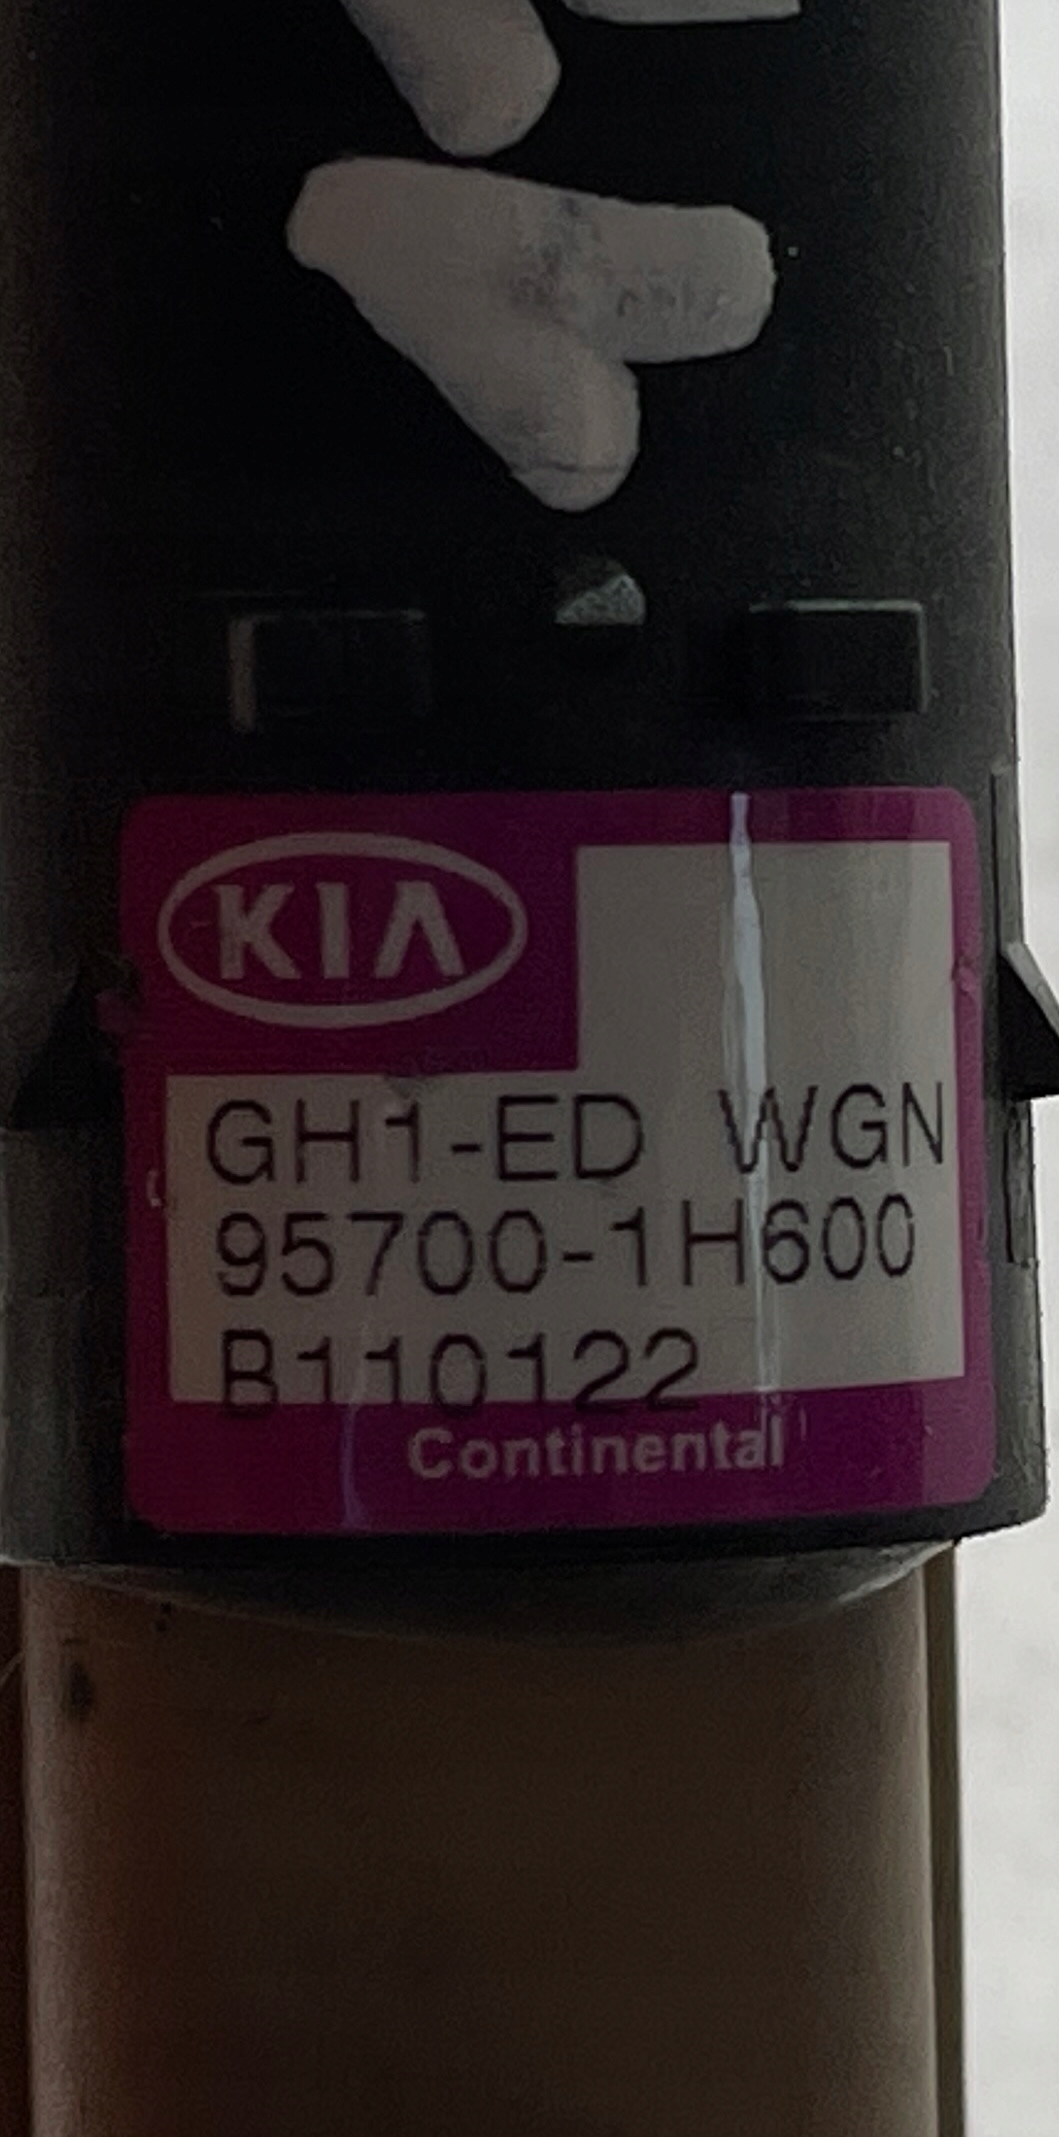 KIA
GH1-ED WGN
95700-1H600
B110122
Continental